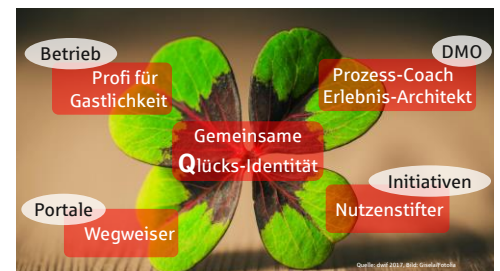 Betrieb
Profi für
Gastlichkeit
DMO
Prozess-Coach
Erlebnis-Architekt
Gemeinsame
Qlücks-Identität
Portale
Wegweiser
Initiativen
Nutzenstifter
Quelle: dwif 2017, Bild: Gisela/Fotolia